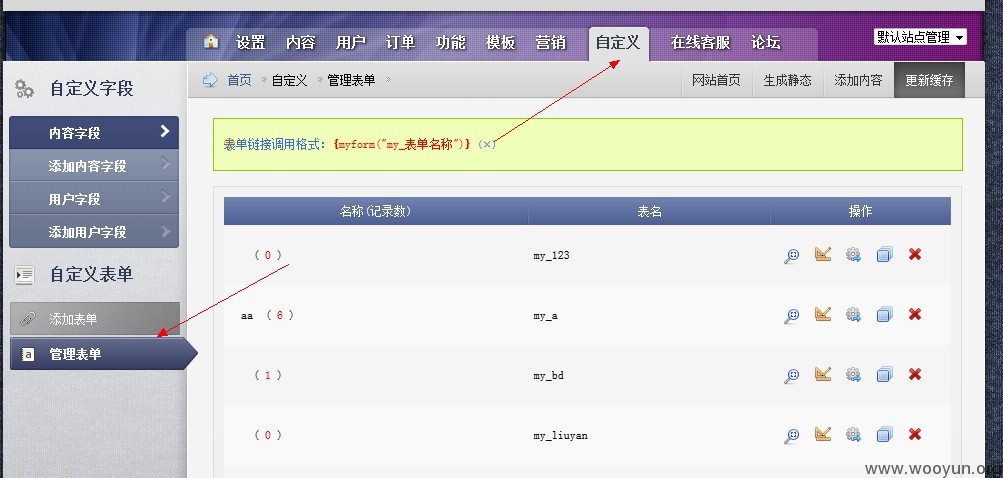 设置 内容 用户 订单 功能 模板 营销 自定义 在线客服 论坛 默认站点管理
自定义字段
内容字段
添加内容字段
用户字段
添加用户字段
自定义表单
添加表单
管理表单
首页 自定义 管理表单 网站首页 生成静态 添加内容 更新缓存
表单链接调用格式：{myform("my_表单名称")} (×)
名称(记录数) 表名 操作
( 0 ) my_123
aa ( 6 ) my_a
( 1 ) my_bd
( 0 ) my_liuyan
www.wooyun.org